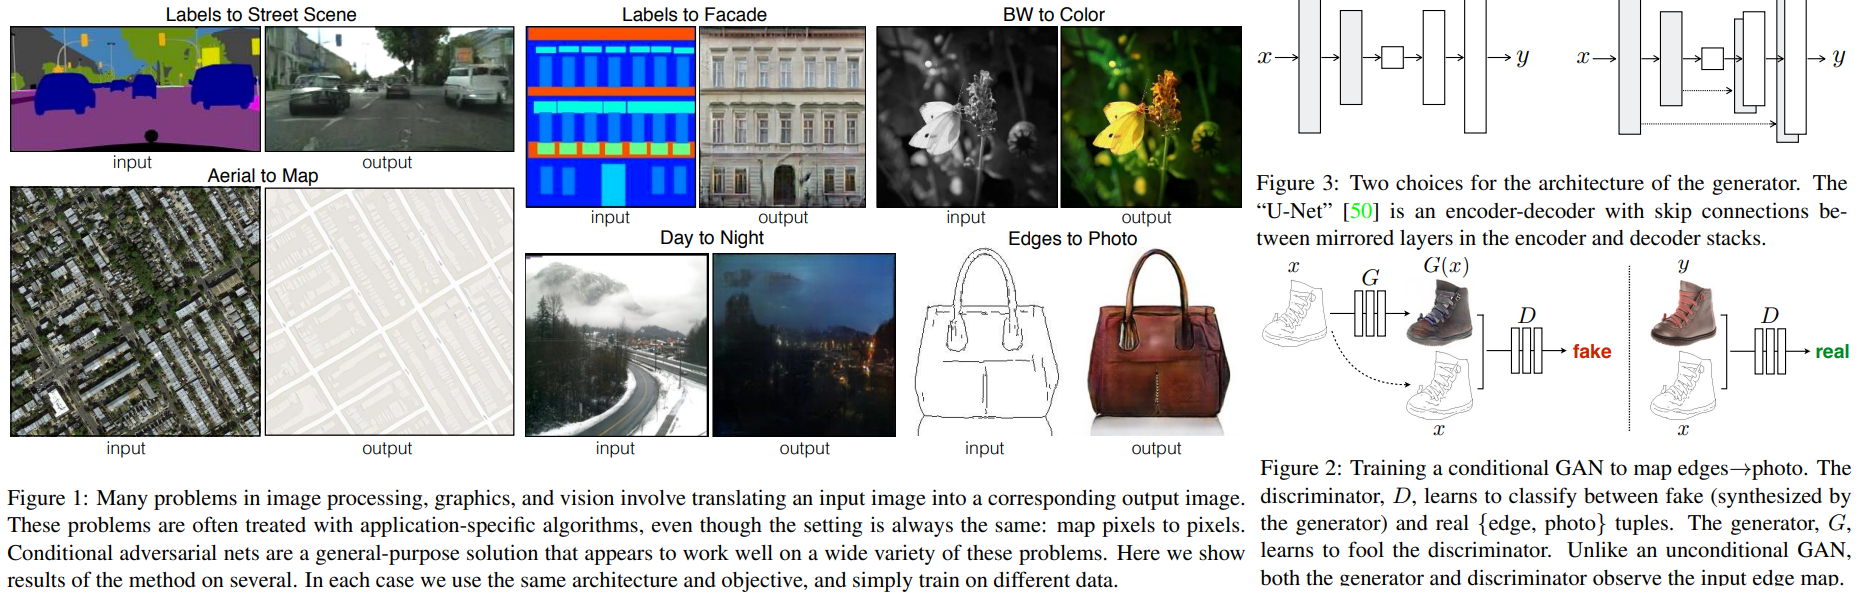 Labels to Street Scene
input
output
Aerial to Map
input
output
Labels to Facade
input
output
BW to Color
input
output
Day to Night
input
output
Edges to Photo
input
output
Figure 1: Many problems in image processing, graphics, and vision involve translating an input image into a corresponding output image.
These problems are often treated with application-specific algorithms, even though the setting is always the same: map pixels to pixels.
Conditional adversarial nets are a general-purpose solution that appears to work well on a wide variety of these problems. Here we show
results of the method on several. In each case we use the same architecture and objective, and simply train on different data.
x
y
x
y
Figure 3: Two choices for the architecture of the generator. The
“U-Net” [50] is an encoder-decoder with skip connections be-
tween mirrored layers in the encoder and decoder stacks.
x
G
G(x)
D
fake
x
y
D
real
x
Figure 2: Training a conditional GAN to map edges→photo. The
discriminator, D, learns to classify between fake (synthesized by
the generator) and real {edge, photo} tuples. The generator, G,
learns to fool the discriminator. Unlike an unconditional GAN,
both the generator and discriminator observe the input edge map.